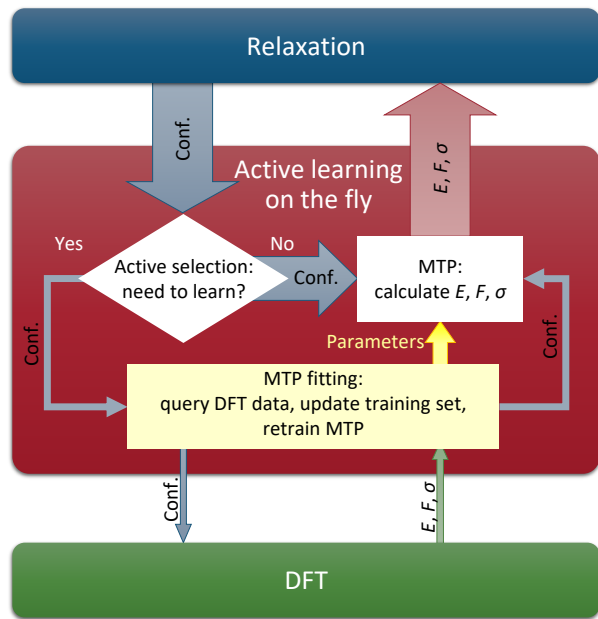 Relaxation
Conf.
E, F, σ
Active learning
on the fly
Yes
No
Active selection:
need to learn?
Conf.
MTP:
calculate E, F, σ
Conf.
Parameters
Conf.
MTP fitting:
query DFT data, update training set,
retrain MTP
Conf.
E, F, σ
DFT